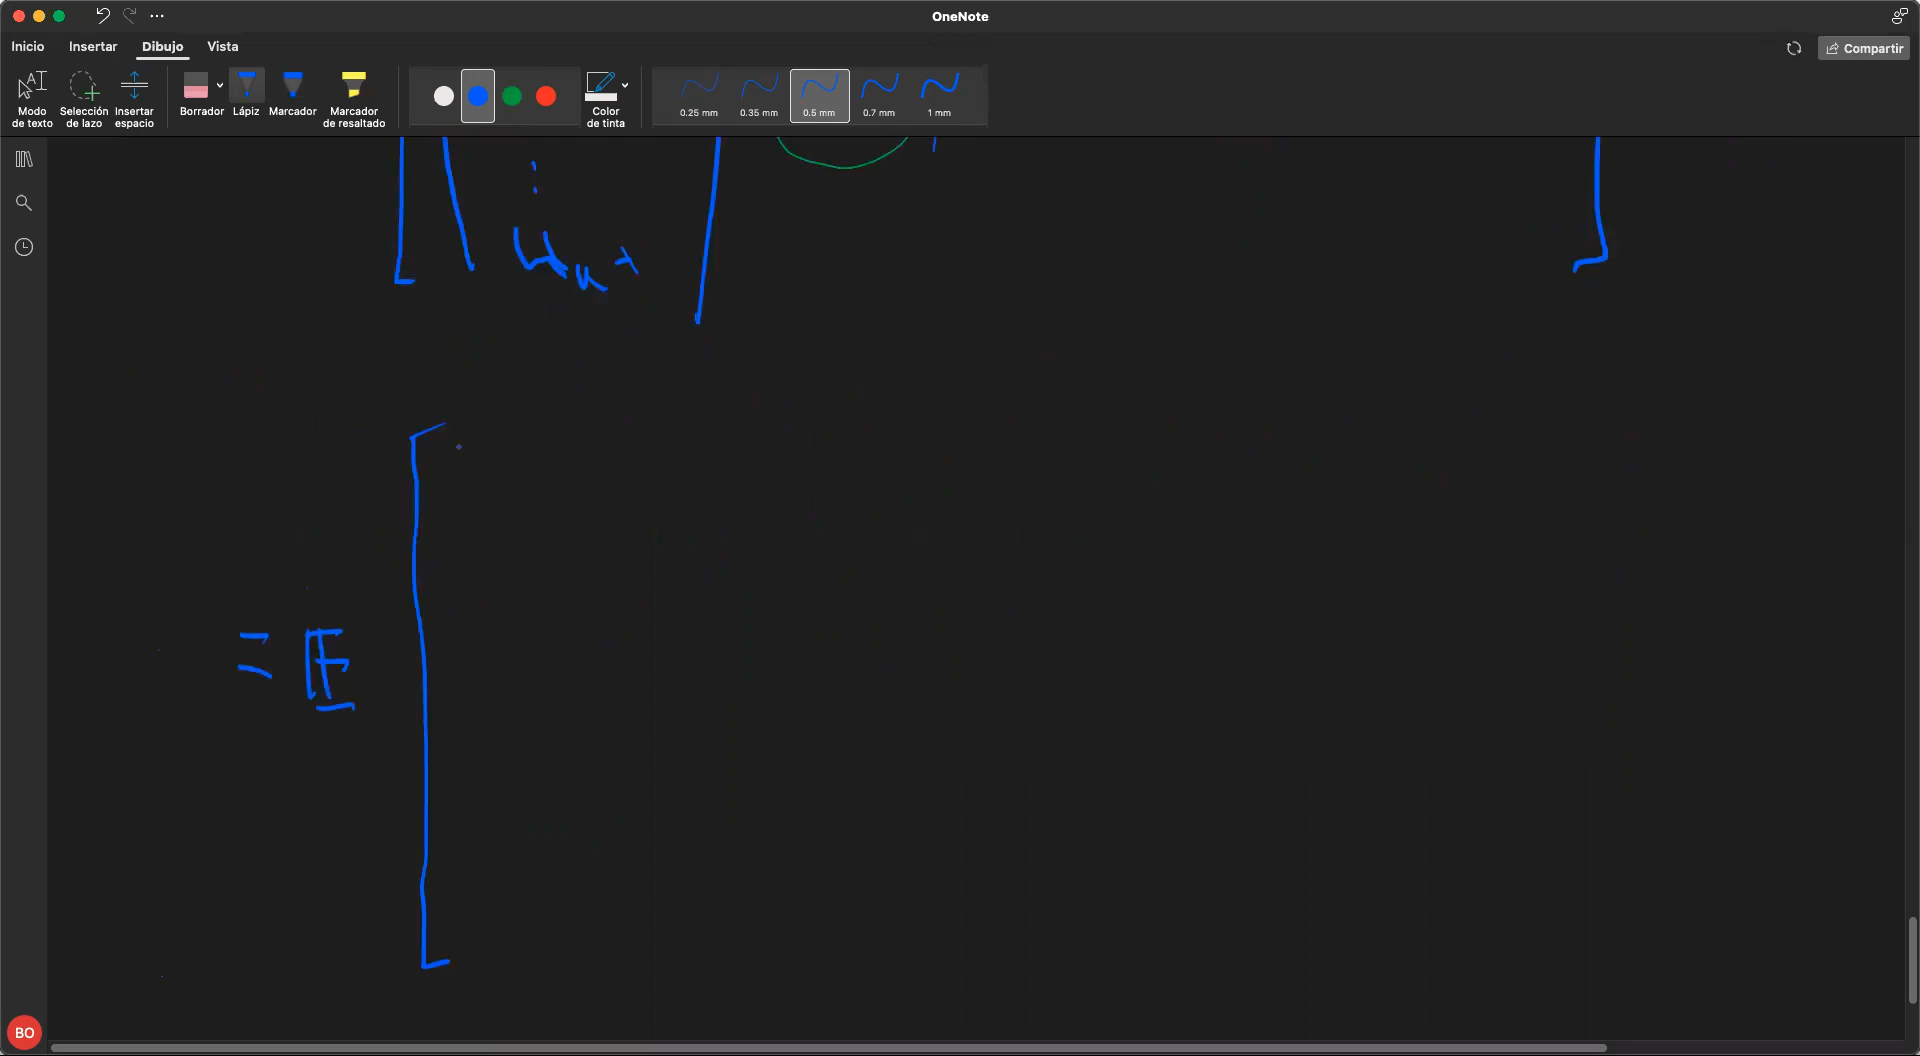 OneNote
Inicio Insertar Dibujo Vista Compartir
Modo de texto Selección de lazo Insertar espacio Borrador Lápiz Marcador Marcador de resaltado Color de tinta 0.25 mm 0.35 mm 0.5 mm 0.7 mm 1 mm
= 𝔼 [
BO